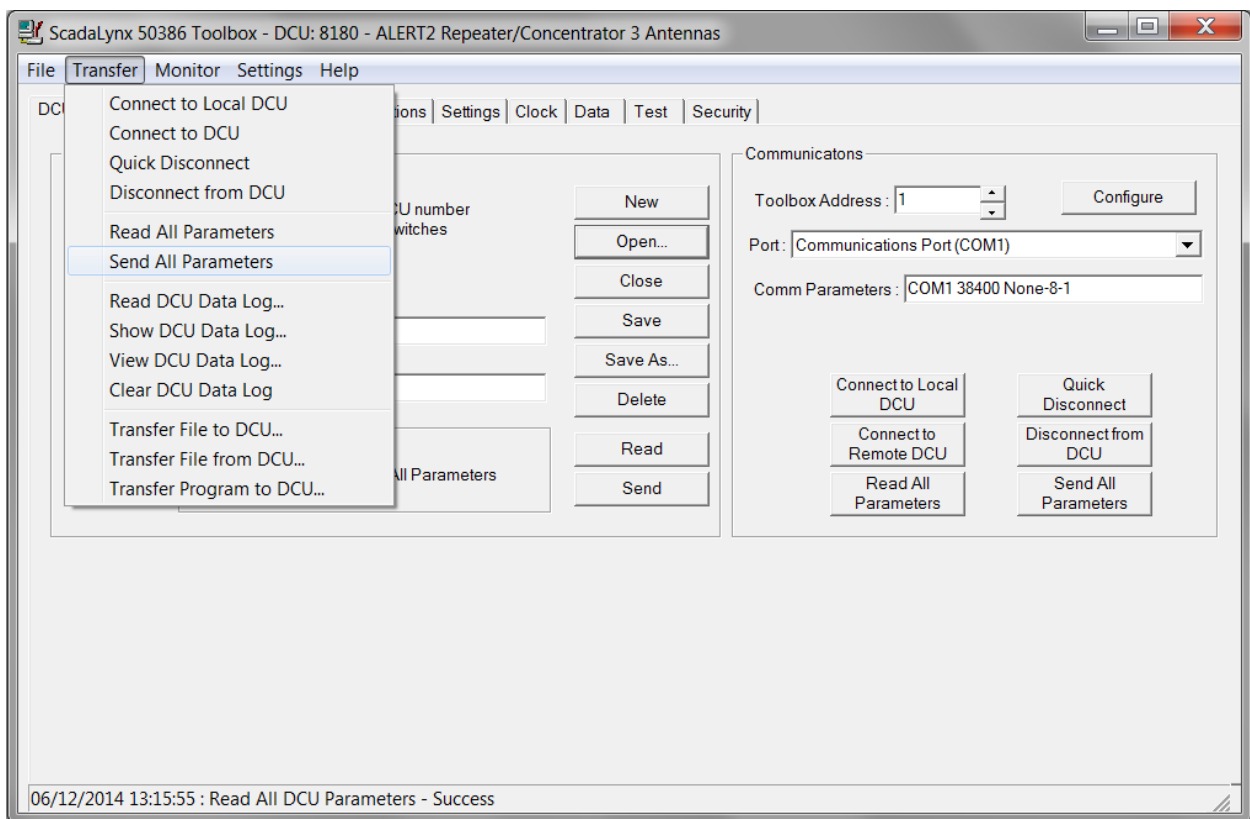 ScadaLynx 50386 Toolbox - DCU: 8180 - ALERT2 Repeater/Concentrator 3 Antennas
File Transfer Monitor Settings Help
Settings Clock Data Test Security
Connect to Local DCU
Connect to DCU
Quick Disconnect
Disconnect from DCU
Read All Parameters
Send All Parameters
Read DCU Data Log...
Show DCU Data Log...
View DCU Data Log...
Clear DCU Data Log
Transfer File to DCU...
Transfer File from DCU...
Transfer Program to DCU...
number
All Parameters
New
Open...
Close
Save
Save As...
Delete
Read
Send
Communicatons
Toolbox Address : 1
Configure
Port : Communications Port (COM1)
Comm Parameters : COM1 38400 None-8-1
Connect to Local
DCU
Quick
Disconnect
Connect to
Remote DCU
Disconnect from
DCU
Read All
Parameters
Send All
Parameters
06/12/2014 13:15:55 : Read All DCU Parameters - Success